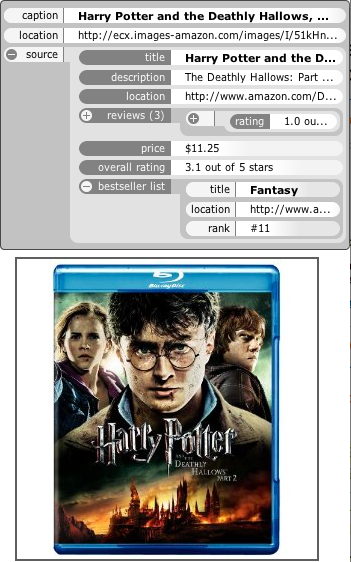 caption Harry Potter and the Deathly Hallows, ...
location http://ecx.images-amazon.com/images/I/51kHn...
source
title Harry Potter and the D...
description The Deathly Hallows: Part ...
location http://www.amazon.com/D...
reviews (3)
rating 1.0 ou...
price $11.25
overall rating 3.1 out of 5 stars
bestseller list
title Fantasy
location http://www.a...
rank #11
Blu-ray Disc
Harry Potter
AND THE
DEATHLY
HALLOWS
PART 2